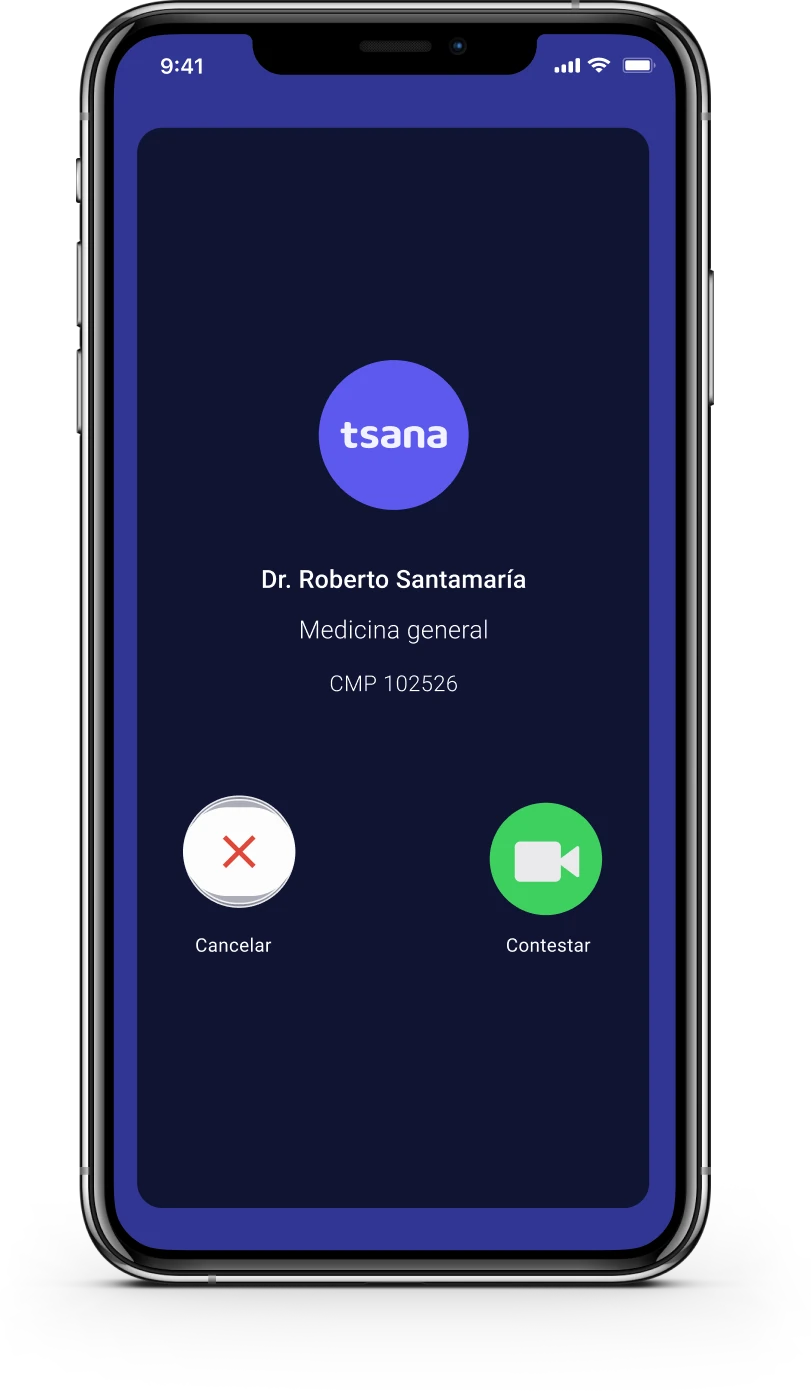 9:41
tsana
Dr. Roberto Santamaría
Medicina general
CMP 102526
Cancelar
Contestar